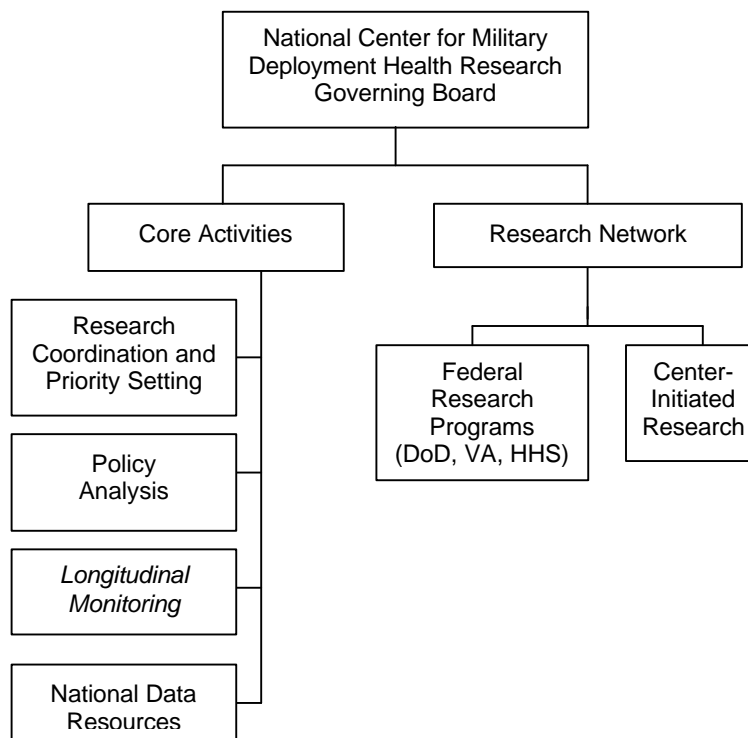 National Center for Military
Deployment Health Research
Governing Board
Core Activities
Research Network
Research
Coordination and
Priority Setting
Policy
Analysis
Longitudinal
Monitoring
National Data
Resources
Federal
Research
Programs
(DoD, VA, HHS)
Center-
Initiated
Research